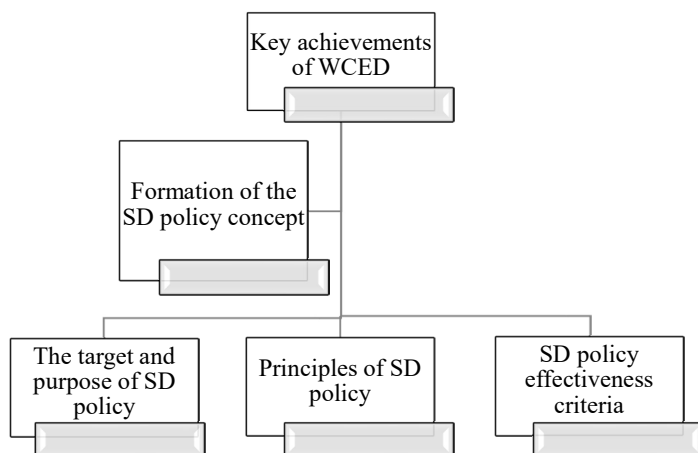 Key achievements
of WCED
Formation of the
SD policy concept
The target and
purpose of SD
policy
Principles of SD
policy
SD policy
effectiveness
criteria